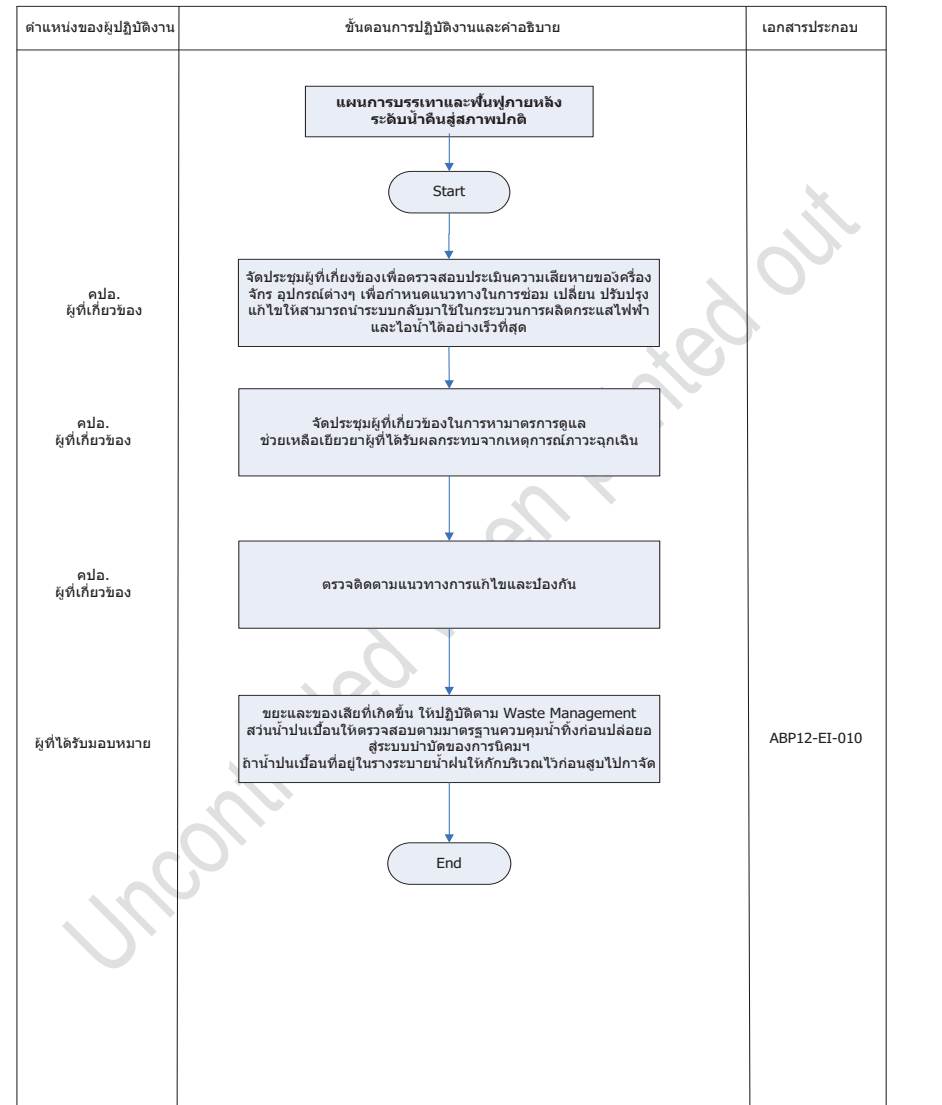 ตำแหน่งของผู้ปฏิบัติงาน
ขั้นตอนการปฏิบัติงานและคำอธิบาย
เอกสารประกอบ
แผนการบรรเทาและฟื้นฟูภายหลัง
ระดับน้ำคืนสู่สภาพปกติ
Start
คปอ.
ผู้ที่เกี่ยวข้อง
จัดประชุมผู้ที่เกี่ยงข้องเพื่อตรวจสอบประเมินความเสียหายของครื่อง
จักร อุปกรณ์ต่างๆ เพื่อกำหนดแนวทางในการซ่อม เปลี่ยน ปรับปรุง
แก้ไขให้สามารถนำระบบกลับมาใช้ในกระบวนการผลิตกระแสไฟฟ้า
และไอน้ำได้อย่างเร็วที่สุด
คปอ.
ผู้ที่เกี่ยวข้อง
จัดประชุมผู้ที่เกี่ยวข้องในการหามาตรการดูแล
ช่วยเหลือเยียวยาผู้ที่ได้รับผลกระทบจากเหตุการณ์ภาวะฉุกเฉิน
คปอ.
ผู้ที่เกี่ยวข้อง
ตรวจติดตามแนวทางการแก้ไขและป้องกัน
ผู้ที่ได้รับมอบหมาย
ขยะและของเสียที่เกิดขึ้น ให้ปฏิบัติตาม Waste Management
สว่นน้ำปนเปื้อนให้ตรวจสอบตามมาตรฐานควบคุมน้ำทิ้งก่อนปล่อยอ
สู่ระบบบำบัดของการนิคมฯ
ถ้าน้ำปนเปื้อนที่อยู่ในรางระบายน้ำฝนให้กักบริเวณไว้ก่อนสูบไปกาจัด
ABP12-EI-010
End
Uncontrolled when printed out